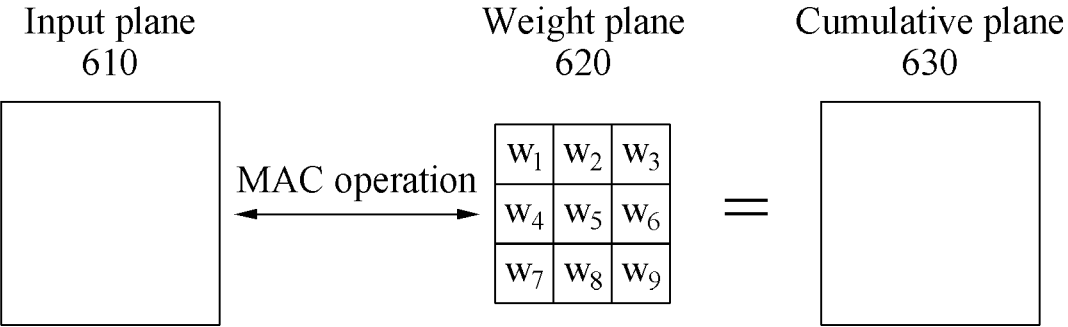 Input plane
610
Weight plane
620
Cumulative plane
630
MAC operation
w1 w2 w3
w4 w5 w6
w7 w8 w9
=